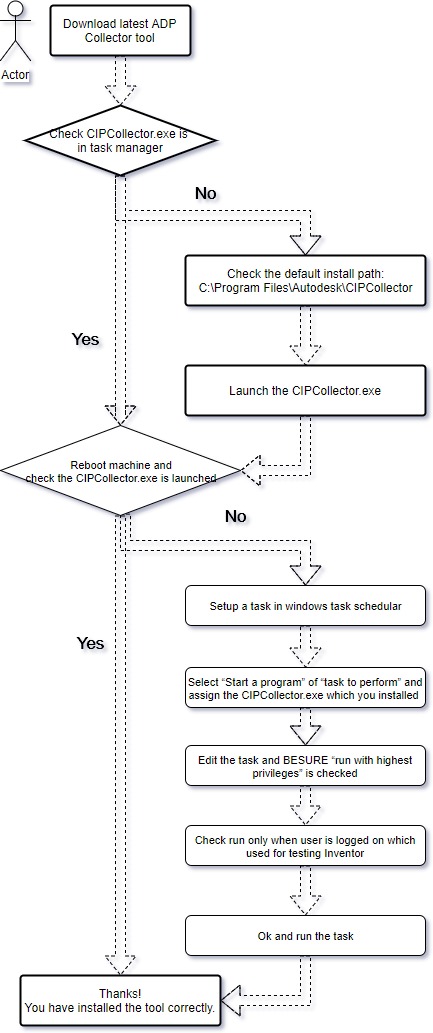 Actor
Download latest ADP
Collector tool
Check CIPCollector.exe is
in task manager
No
Check the default install path:
C:\Program Files\Autodesk\CIPCollector
Yes
Launch the CIPCollector.exe
Reboot machine and
check the CIPCollector.exe is launched
No
Setup a task in windows task schedular
Yes
Select “Start a program” of “task to perform” and
assign the CIPCollector.exe which you installed
Edit the task and BESURE “run with highest
privileges” is checked
Check run only when user is logged on which
used for testing Inventor
Ok and run the task
Thanks!
You have installed the tool correctly.